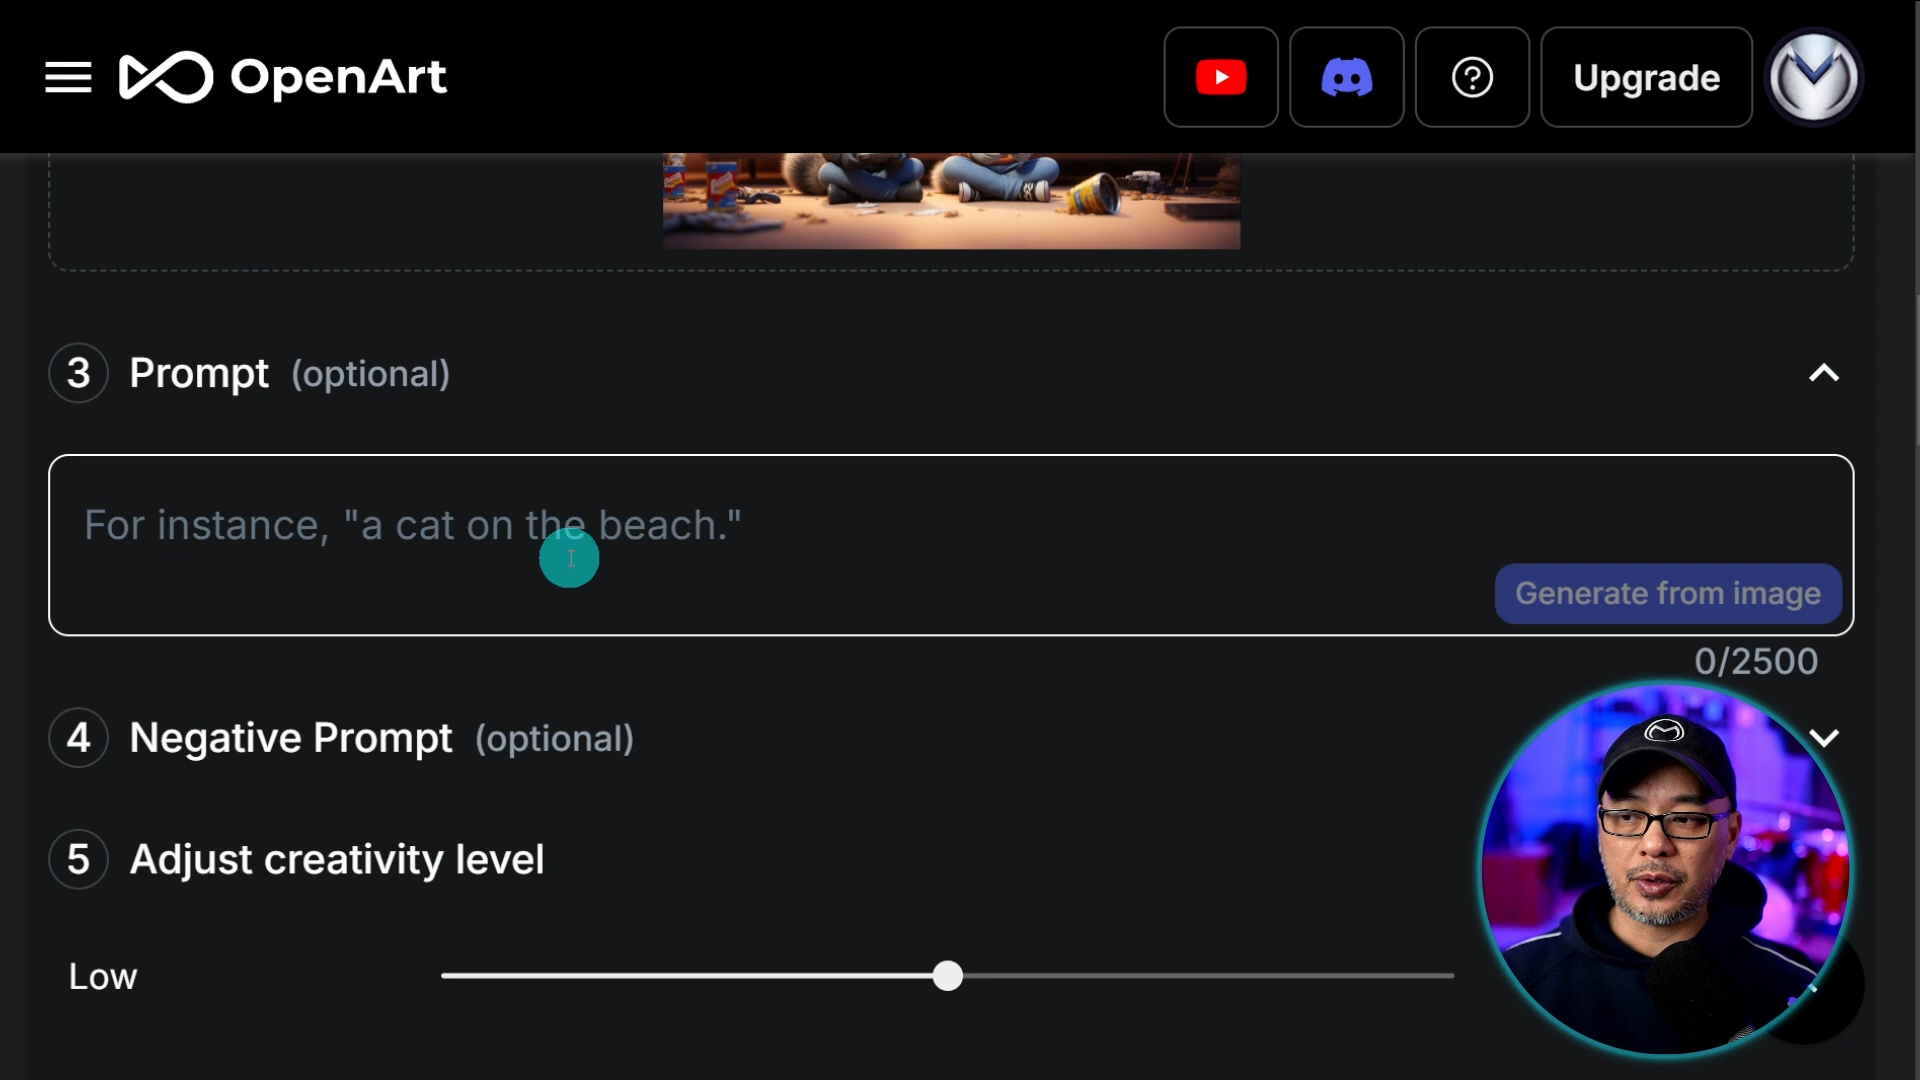 OpenArt
Upgrade
3 Prompt (optional)
For instance, "a cat on the beach."
Generate from image
0/2500
4 Negative Prompt (optional)
5 Adjust creativity level
Low